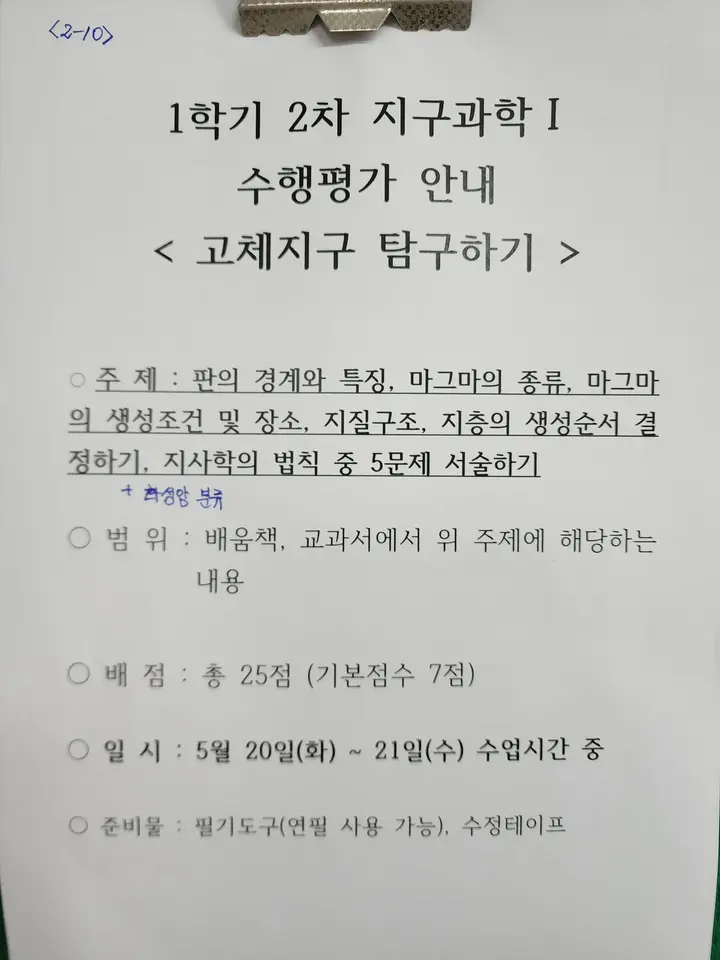 <2-10>
1학기 2차 지구과학Ⅰ
수행평가 안내
< 고체지구 탐구하기 >
○ 주 제 : 판의 경계와 특징, 마그마의 종류, 마그마
의 생성조건 및 장소, 지질구조, 지층의 생성순서 결
정하기, 지사학의 법칙 중 5문제 서술하기
+ 화성암 분류
○ 범 위 : 배움책, 교과서에서 위 주제에 해당하는
내용
○ 배 점 : 총 25점 (기본점수 7점)
○ 일 시 : 5월 20일(화) ~ 21일(수) 수업시간 중
○ 준비물 : 필기도구(연필 사용 가능), 수정테이프